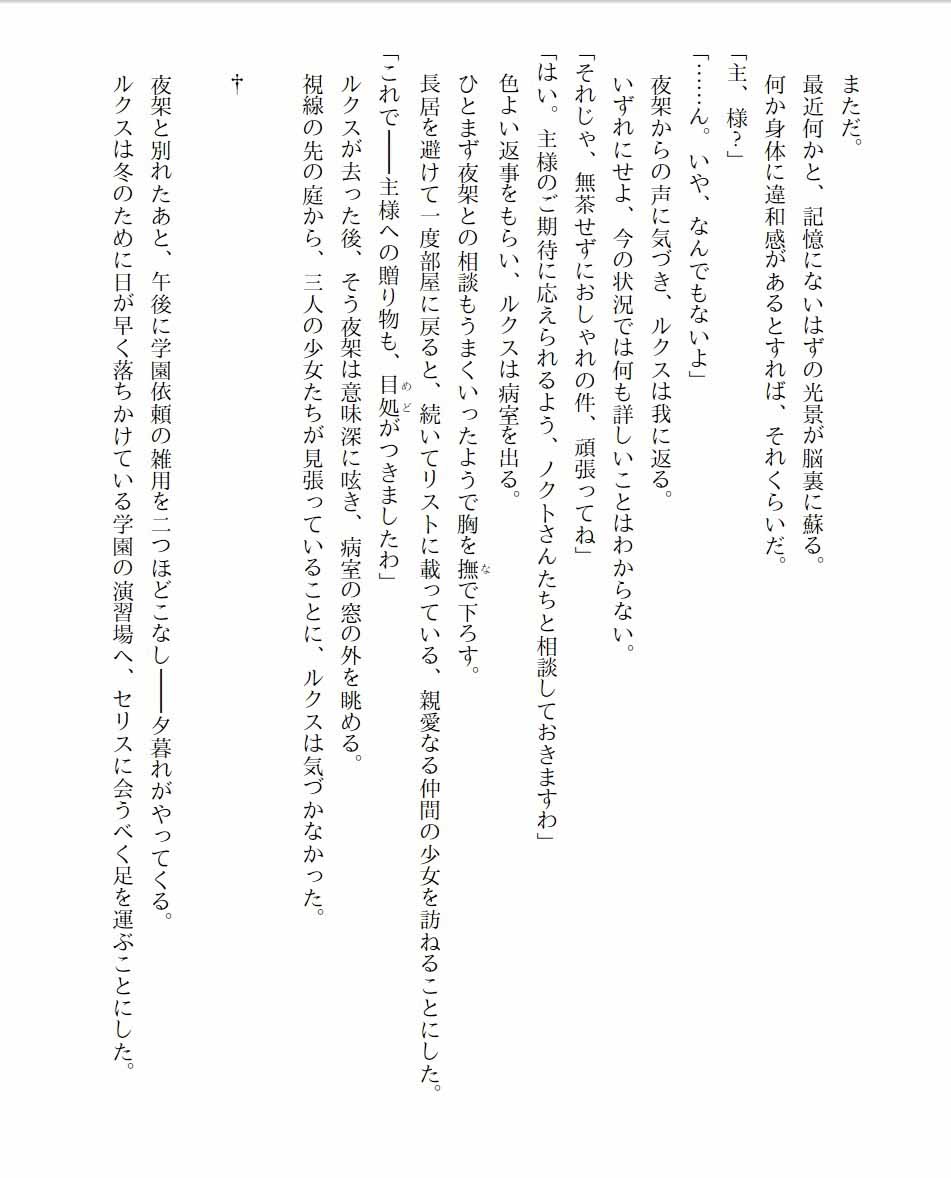 まただ。
最近何かと、記憶にないはずの光景が脳裏に蘇る。
何か身体に違和感があるとすれば、それくらいだ。
「主、様？」
「……ん。いや、なんでもないよ」
夜架からの声に気づき、ルクスは我に返る。
いずれにせよ、今の状況では何も詳しいことはわからない。
「それじゃ、無茶せずにおしゃれの件、頑張ってね」
「はい。主様のご期待に応えられるよう、ノクトさんたちと相談しておきますわ」
色よい返事をもらい、ルクスは病室を出る。
ひとまず夜架との相談もうまくいったようで胸を撫で下ろす。
長居を避けて一度部屋に戻ると、続いてリストに載っている、親愛なる仲間の少女を訪ねることにした。
「これで――主様への贈り物も、目処がつきましたわ」
ルクスが去った後、そう夜架は意味深に呟き、病室の窓の外を眺める。
視線の先の庭から、三人の少女たちが見張っていることに、ルクスは気づかなかった。
†
夜架と別れたあと、午後に学園依頼の雑用を二つほどこなし――夕暮れがやってくる。
ルクスは冬のために日が早く落ちかけている学園の演習場へ、セリスに会うべく足を運ぶことにした。